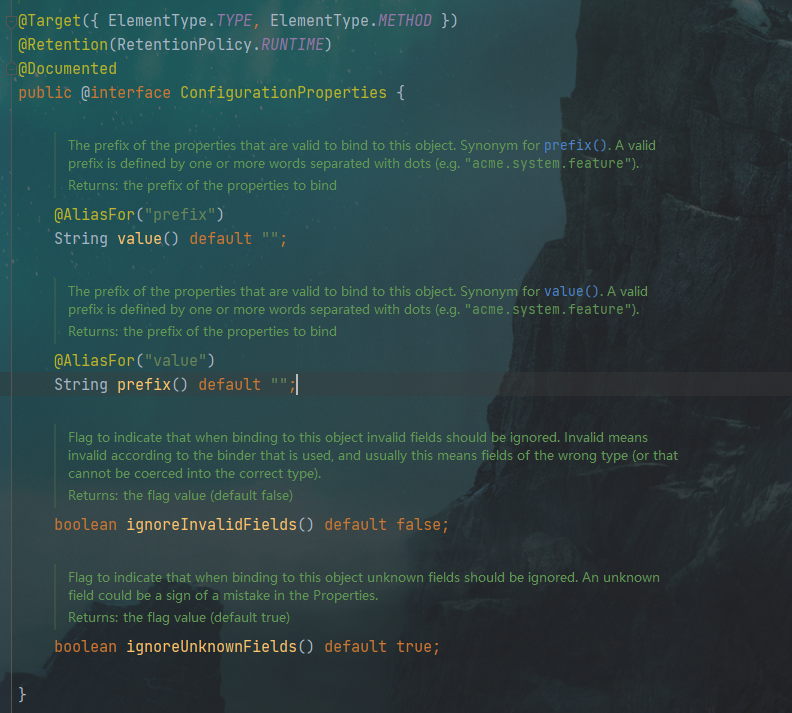 @Target({ ElementType.TYPE, ElementType.METHOD })
@Retention(RetentionPolicy.RUNTIME)
@Documented
public @interface ConfigurationProperties {
The prefix of the properties that are valid to bind to this object. Synonym for prefix(). A valid
prefix is defined by one or more words separated with dots (e.g. "acme.system.feature").
Returns: the prefix of the properties to bind
@AliasFor("prefix")
String value() default "";
The prefix of the properties that are valid to bind to this object. Synonym for value(). A valid
prefix is defined by one or more words separated with dots (e.g. "acme.system.feature").
Returns: the prefix of the properties to bind
@AliasFor("value")
String prefix() default "";
Flag to indicate that when binding to this object invalid fields should be ignored. Invalid means
invalid according to the binder that is used, and usually this means fields of the wrong type (or that
cannot be coerced into the correct type).
Returns: the flag value (default false)
boolean ignoreInvalidFields() default false;
Flag to indicate that when binding to this object unknown fields should be ignored. An unknown
field could be a sign of a mistake in the Properties.
Returns: the flag value (default true)
boolean ignoreUnknownFields() default true;
}